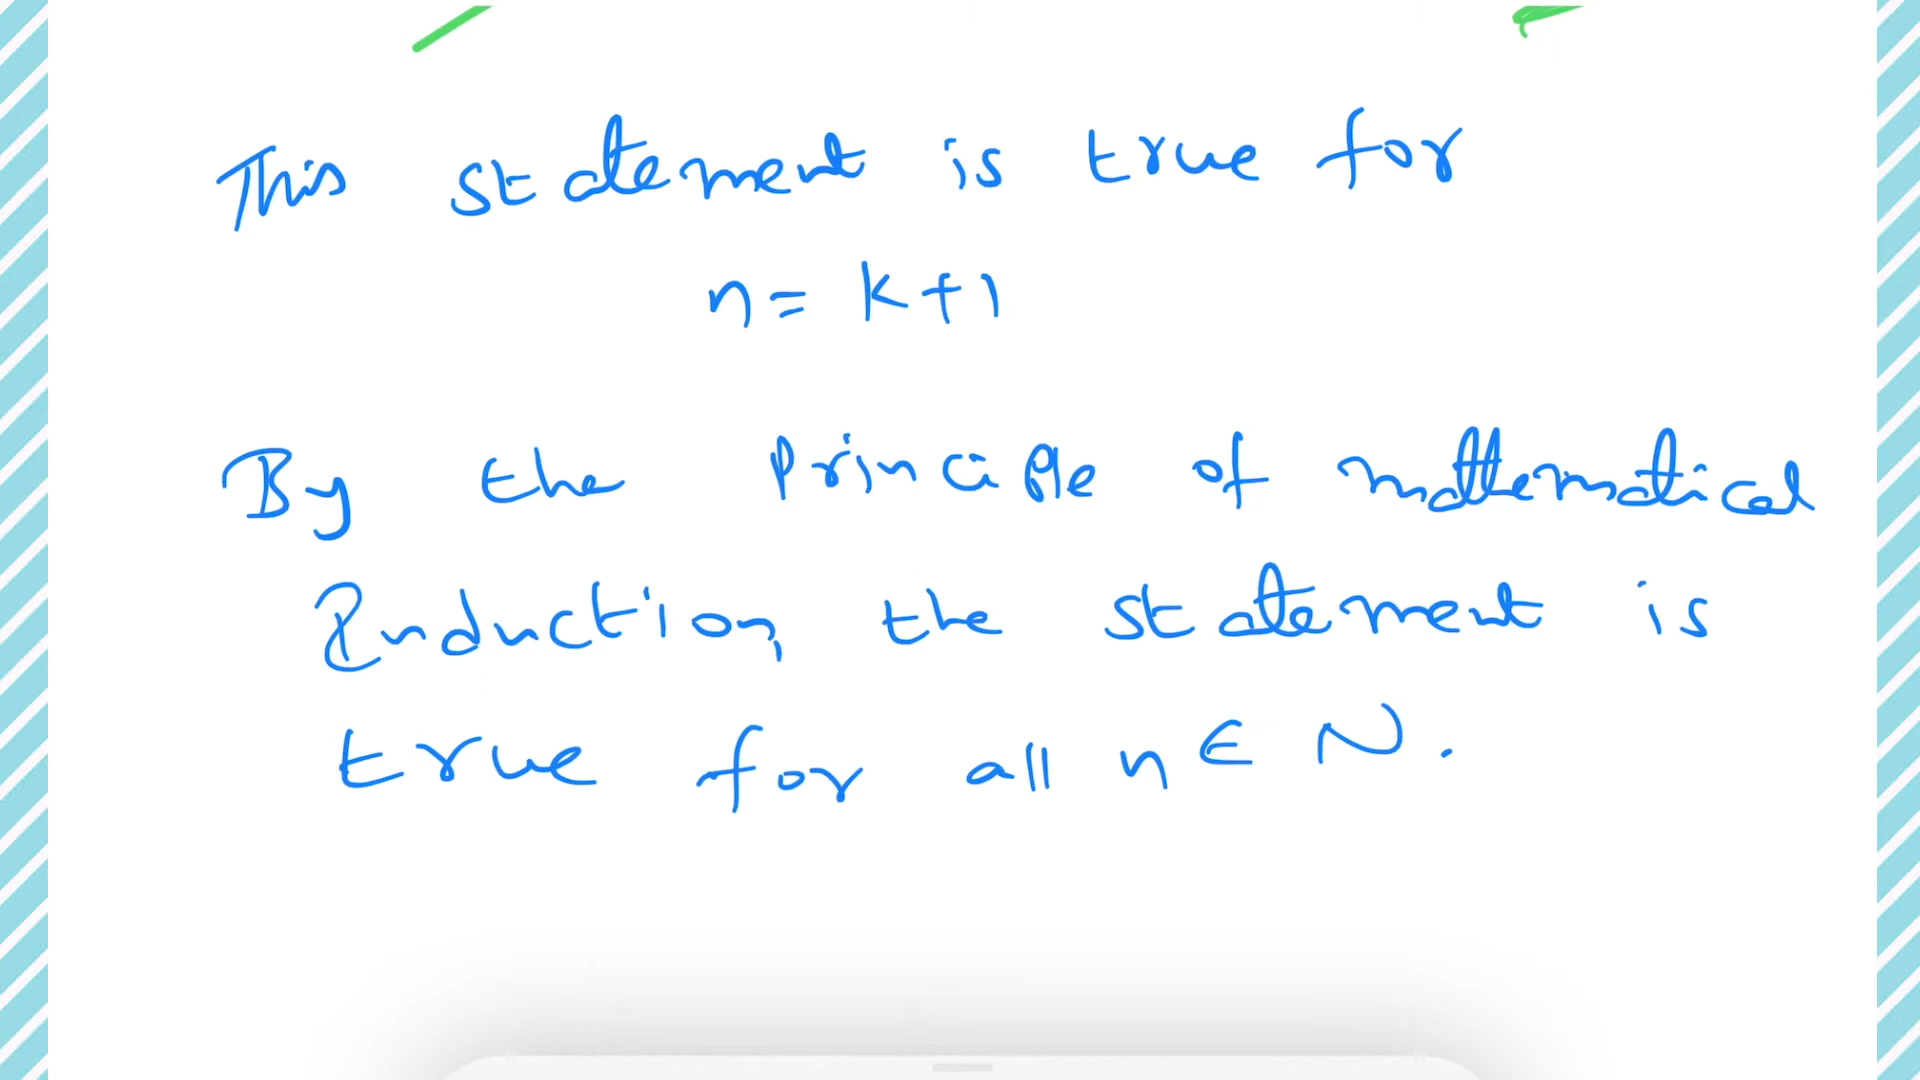 This statement is true for
n = k+1
By the Principle of mathematical
Induction, the statement is
true for all n ∈ N.